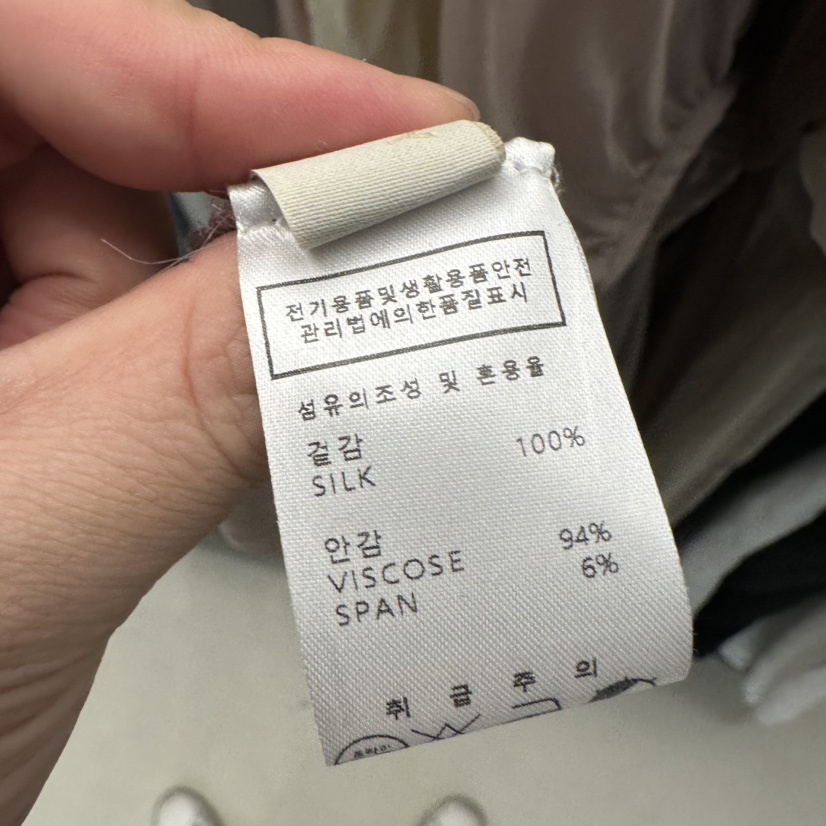 전기용품및생활용품안전
관리법에의한품질표시
섬유의조성 및 혼용율
겉감
SILK 100%
안감
VISCOSE 94%
SPAN 6%
취 급 주 의